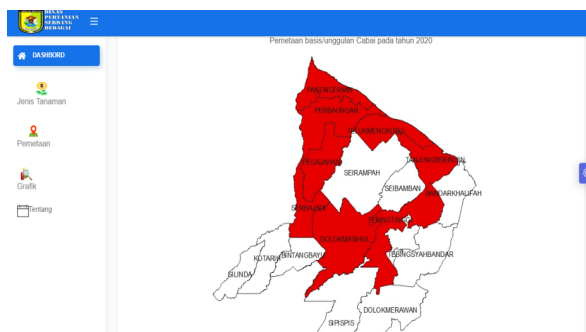 DINAS
PERTANIAN
SERDANG
BEDAGAI
DASHBORD
Pemetaan basis/unggulan Cabai pada tahun 2020
Jenis Tanaman
Pemetaan
Grafik
Tentang
PANTAICERMIN
PERBAUNGAN
TELUKMENGKUDU
PEGAJAHAN
TANJUNGBERINGIN
SEIRAMPAH
SEIBAMBAN
BANDARKHALIFAH
SERBAJADI
TEBINGTINGGI
DOLOKMASIHUL
KOTARIH
BINTANGBAYU
TEBINGSYAHBANDAR
SILINDA
DOLOKMERAWAN
SIPISPIS